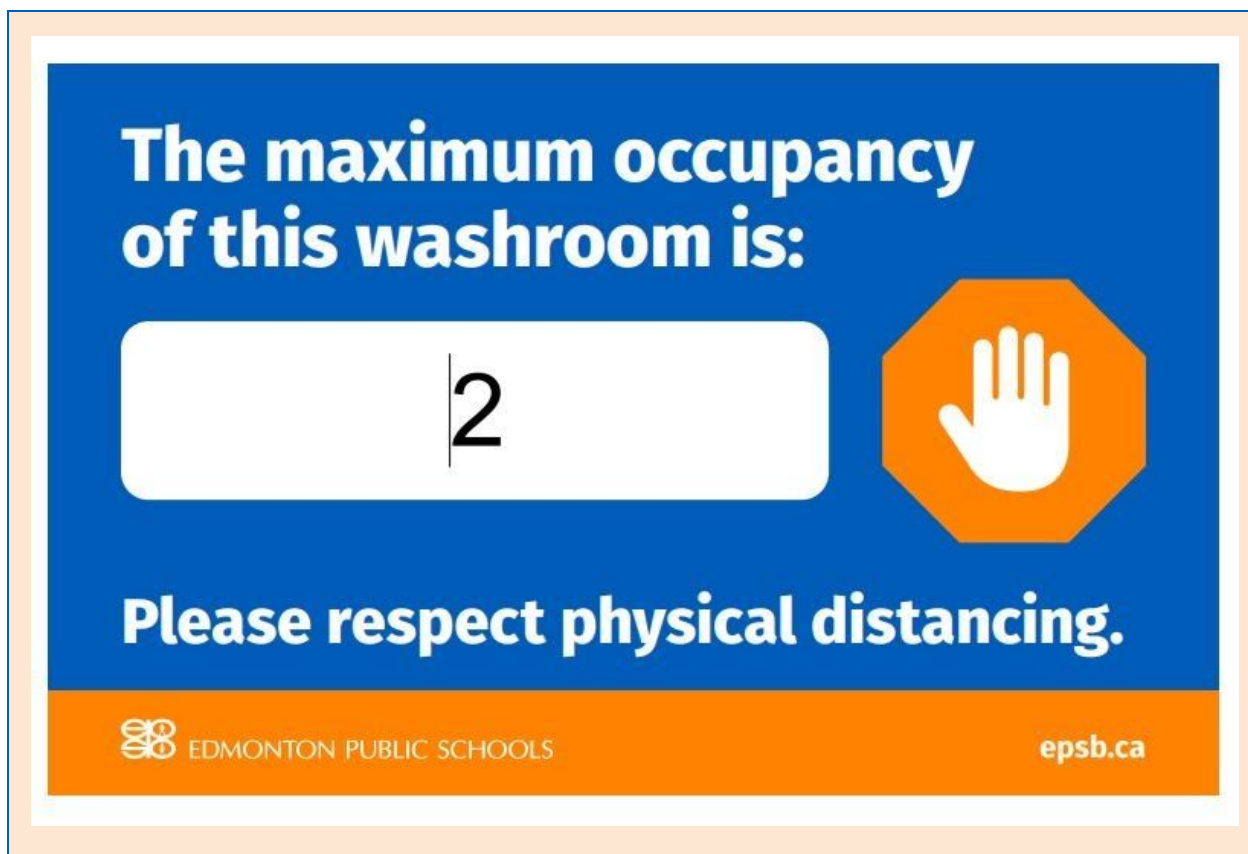 The maximum occupancy
of this washroom is:
2
Please respect physical distancing.
EDMONTON PUBLIC SCHOOLS
epsb.ca